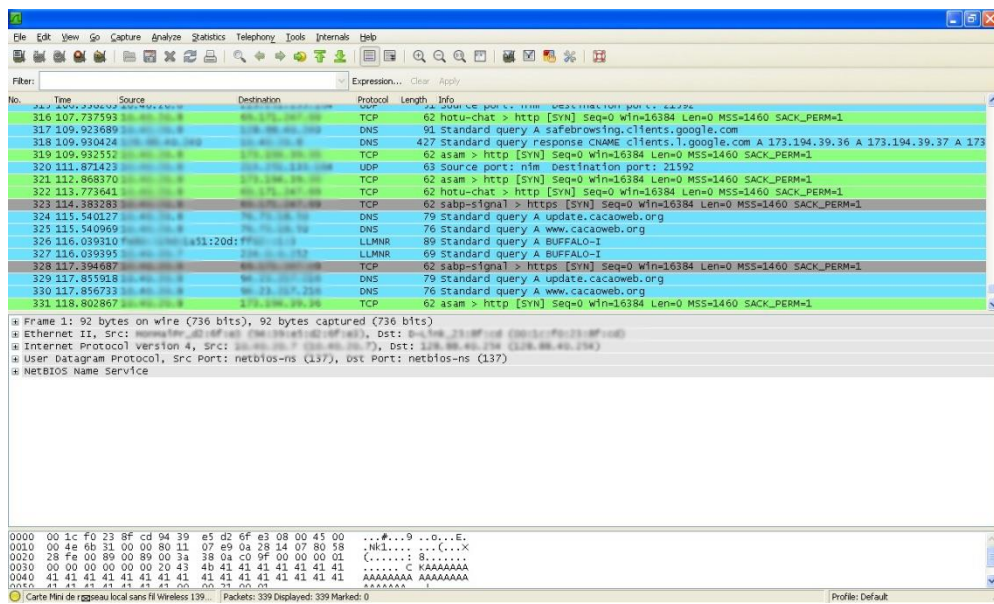 File Edit View Go Capture Analyze Statistics Telephony Tools Internals Help
Filter: Expression... Clear Apply
No. Time Source Destination Protocol Length Info
UDP Source port: nim Destination port: 21592
316 107.737593 TCP 62 hotu-chat > http [SYN] Seq=0 Win=16384 Len=0 MSS=1460 SACK_PERM=1
317 109.923689 DNS 91 Standard query A safebrowsing.clients.google.com
318 109.930424 DNS 427 Standard query response CNAME clients.l.google.com A 173.194.39.36 A 173.194.39.37 A 173
319 109.932552 TCP 62 asam > http [SYN] Seq=0 Win=16384 Len=0 MSS=1460 SACK_PERM=1
320 111.871423 UDP 63 Source port: nim Destination port: 21592
321 112.868370 TCP 62 asam > http [SYN] Seq=0 Win=16384 Len=0 MSS=1460 SACK_PERM=1
322 113.773641 TCP 62 hotu-chat > http [SYN] Seq=0 Win=16384 Len=0 MSS=1460 SACK_PERM=1
323 114.383283 TCP 62 sabp-signal > https [SYN] Seq=0 Win=16384 Len=0 MSS=1460 SACK_PERM=1
324 115.540127 DNS 79 Standard query A update.cacaoweb.org
325 115.540969 DNS 76 Standard query A www.cacaoweb.org
326 116.039310 LLMNR 89 Standard query A BUFFALO-I
327 116.039395 LLMNR 69 Standard query A BUFFALO-I
328 117.394687 TCP 62 sabp-signal > https [SYN] Seq=0 Win=16384 Len=0 MSS=1460 SACK_PERM=1
329 117.855918 DNS 79 Standard query A update.cacaoweb.org
330 117.856733 DNS 76 Standard query A www.cacaoweb.org
331 118.802867 TCP 62 asam > http [SYN] Seq=0 Win=16384 Len=0 MSS=1460 SACK_PERM=1
Frame 1: 92 bytes on wire (736 bits), 92 bytes captured (736 bits)
Ethernet II, Src: Dst:
Internet Protocol Version 4, Src: Dst:
User Datagram Protocol, Src Port: netbios-ns (137), Dst Port: netbios-ns (137)
NetBIOS Name Service
0000 00 1c f0 23 8f cd 94 39 e5 d2 6f e3 08 00 45 00 ...#...9 ..o...E.
0010 00 4e 6b 31 00 00 80 11 07 e9 0a 28 14 07 80 58 .Nk1.... ...(...X
0020 28 fe 00 89 00 89 00 3a 38 0a c0 9f 00 00 00 01 (......: 8.......
0030 00 00 00 00 00 00 20 43 4b 41 41 41 41 41 41 41 ...... C KAAAAAAA
0040 41 41 41 41 41 41 41 41 41 41 41 41 41 41 41 41 AAAAAAAA AAAAAAAA
Packets: 339 Displayed: 339 Marked: 0 Profile: Default